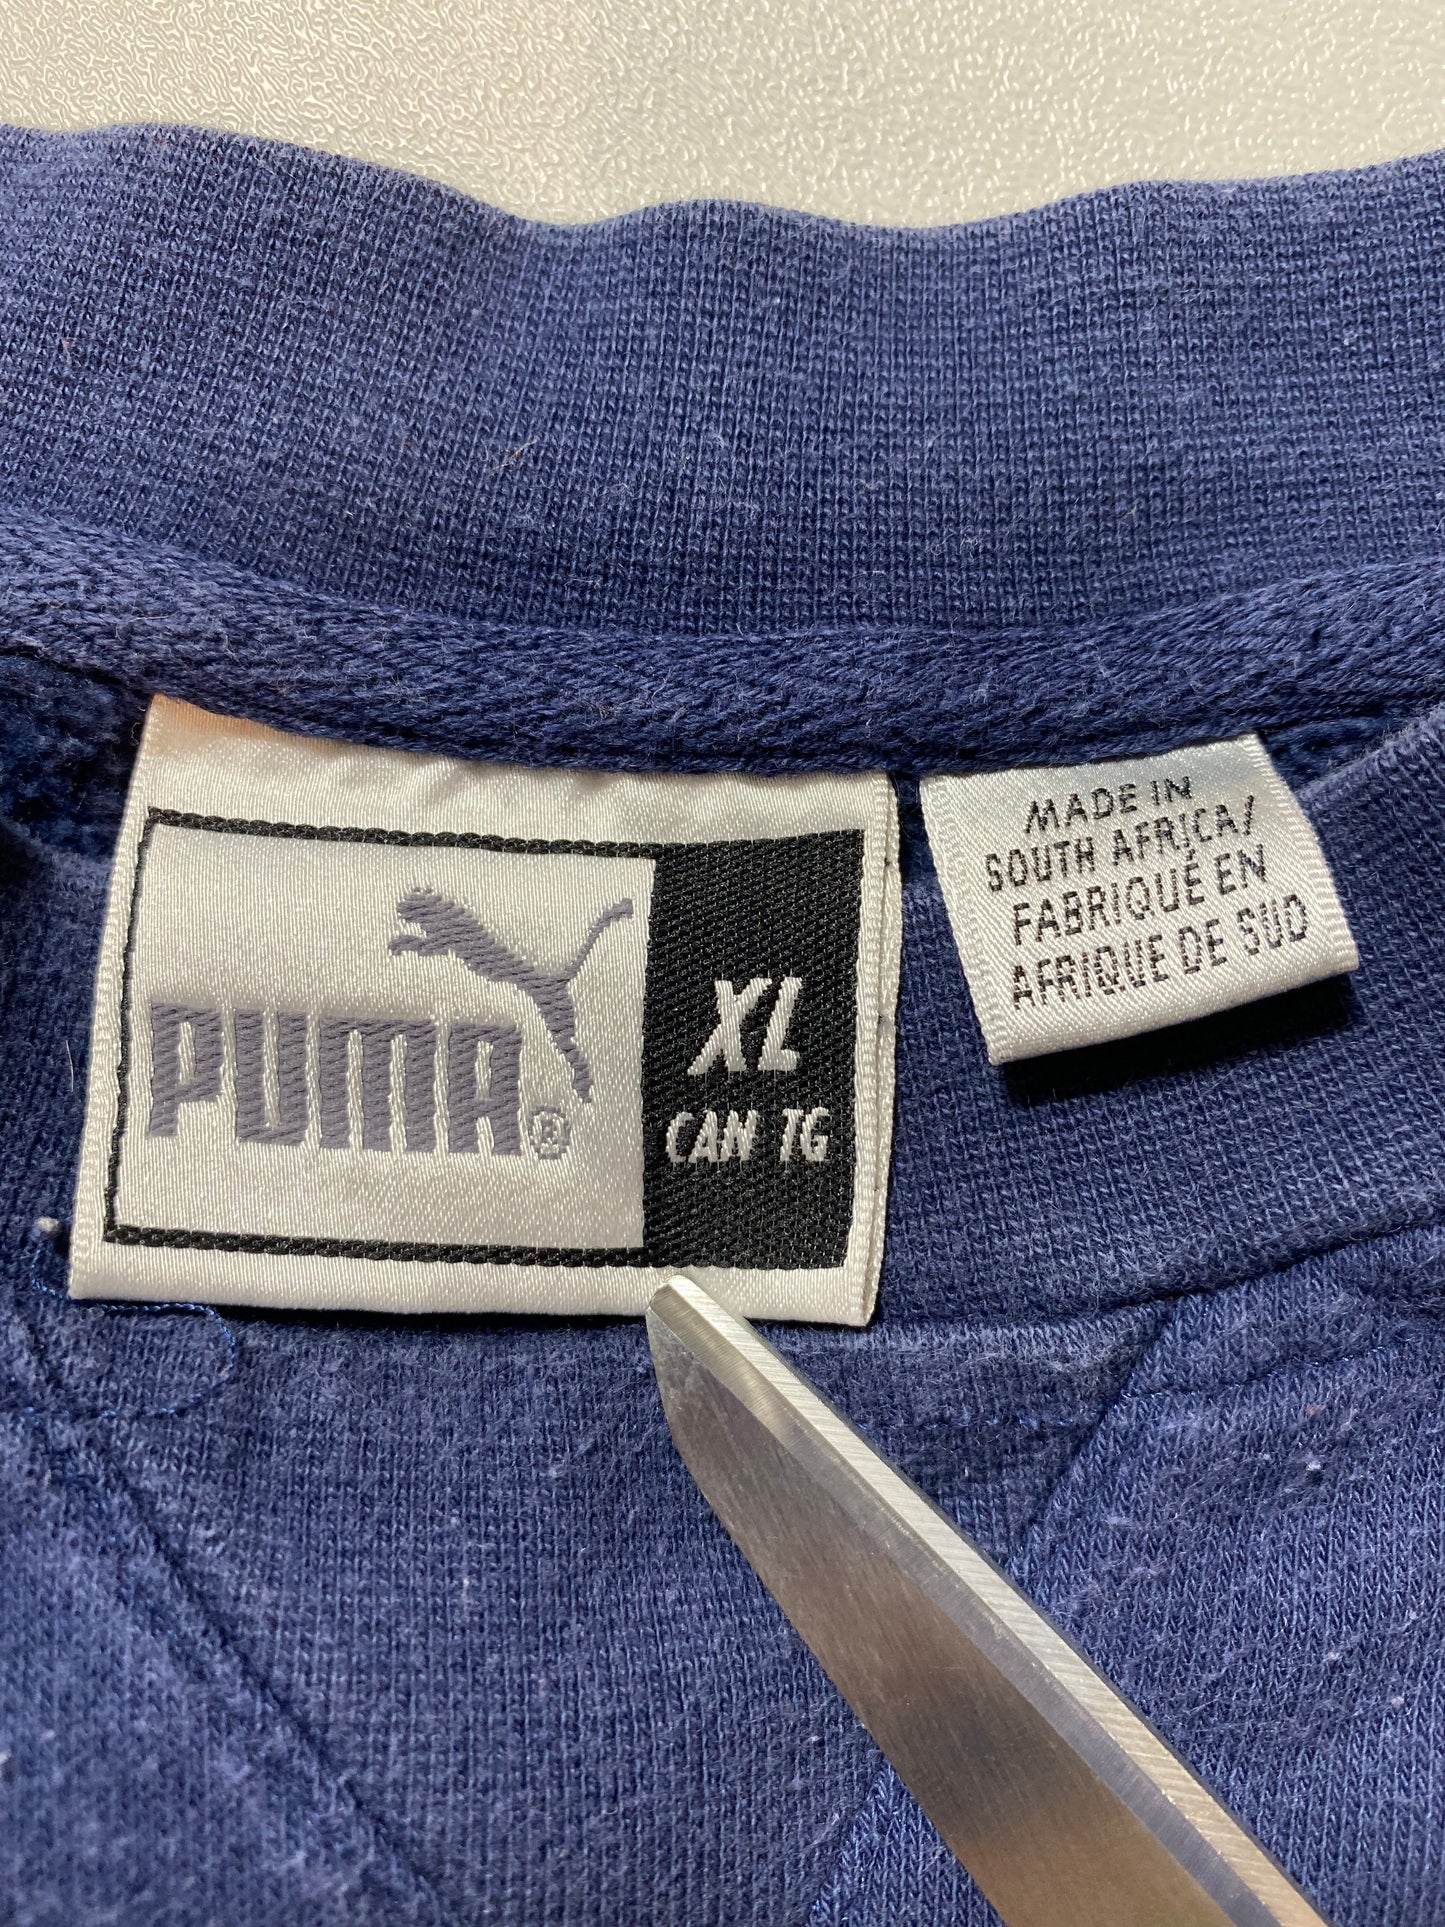 PUMA®
XL
CAN TG
MADE IN
SOUTH AFRICA/
FABRIQUÉ EN
AFRIQUE DE SUD